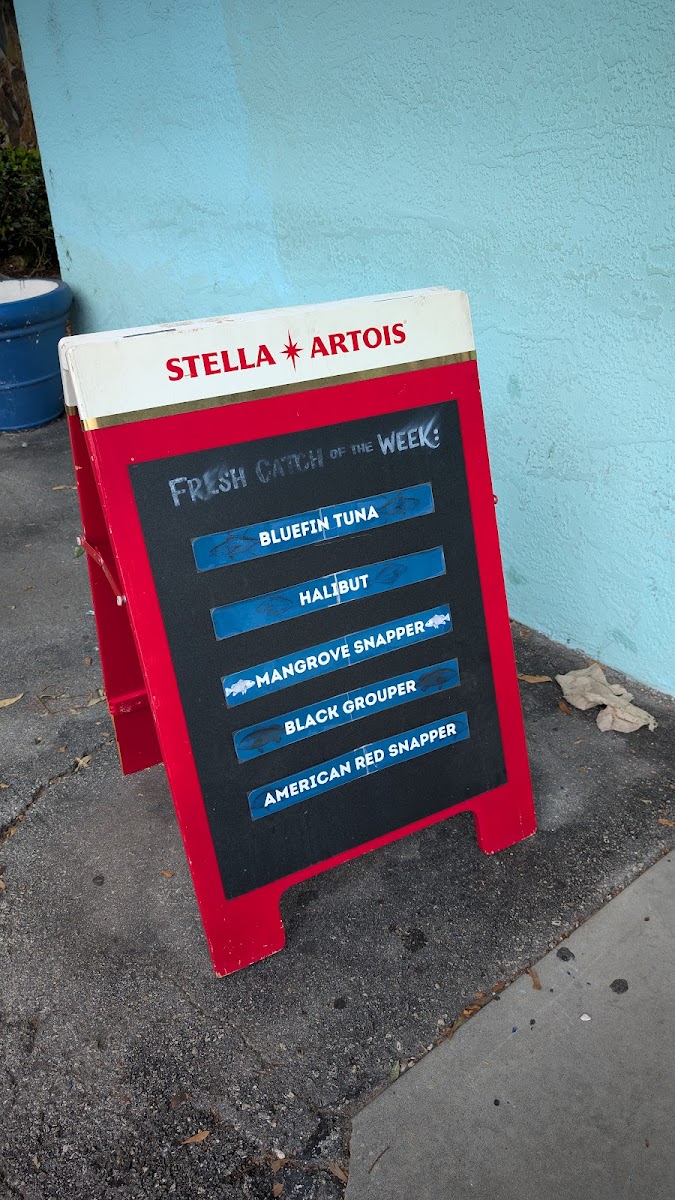 STELLA ARTOIS
FRESH CATCH OF THE WEEK:
BLUEFIN TUNA
HALIBUT
MANGROVE SNAPPER
BLACK GROUPER
AMERICAN RED SNAPPER